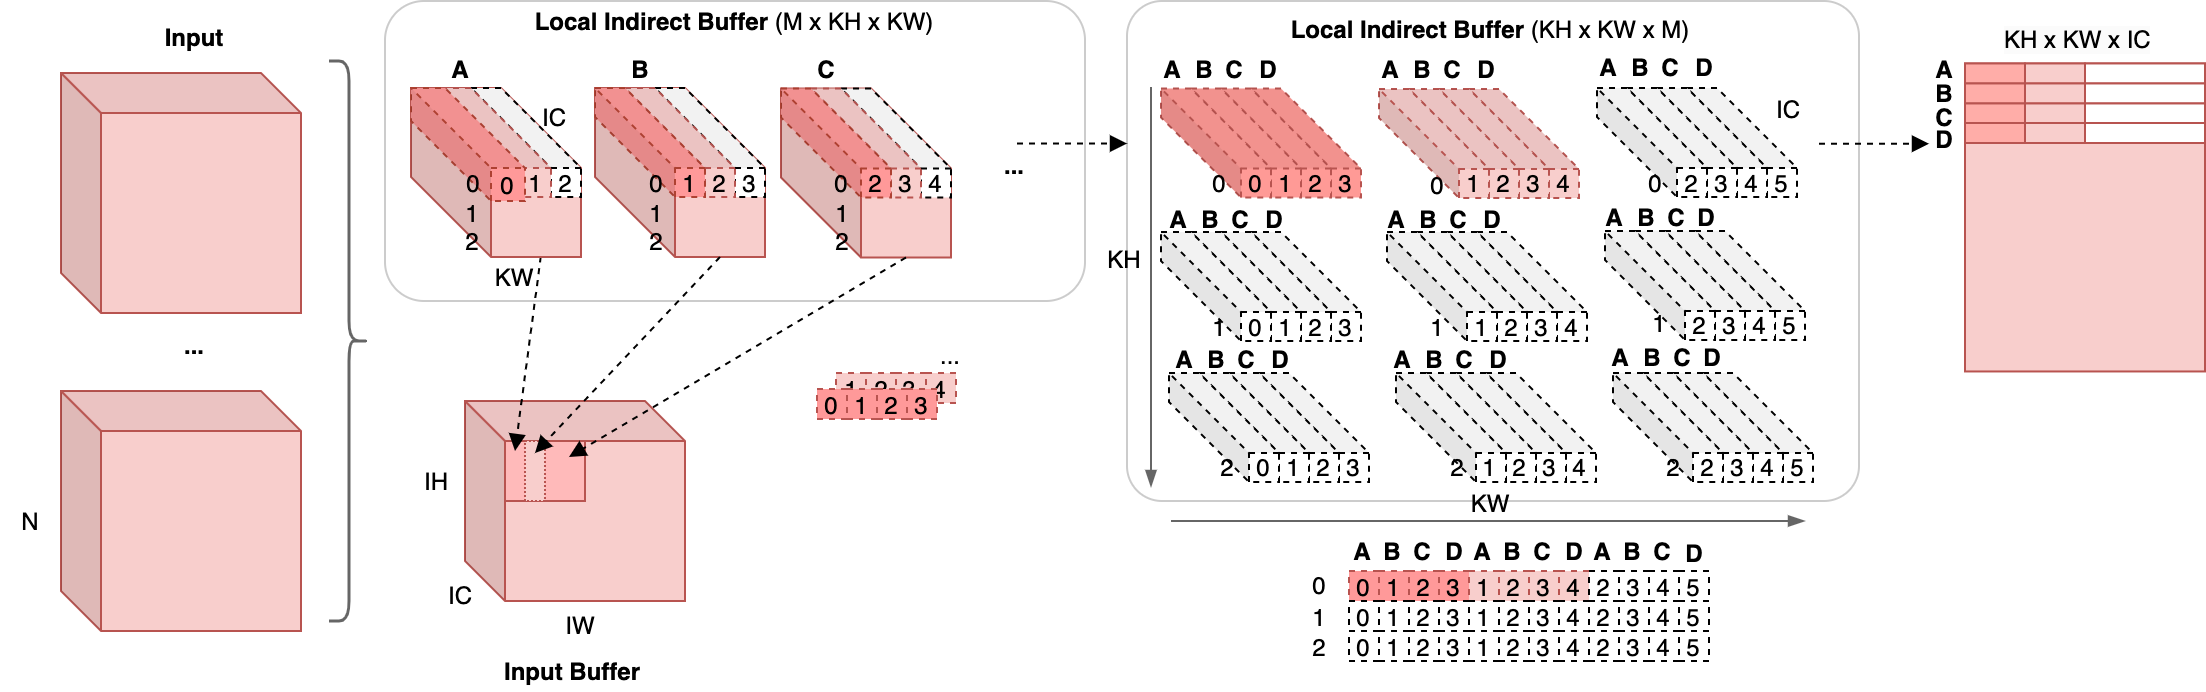 Input
...
N
Local Indirect Buffer (M x KH x KW)
A B C
IC
0 0 1 2
1
2
KW
0 1 2 3
1
2
0 2 3 4
1
2
...
IH
IC
IW
Input Buffer
...
1 2 3 4
0 1 2 3
Local Indirect Buffer (KH x KW x M)
A B C D A B C D A B C D
IC
0 0 1 2 3 0 1 2 3 4 0 2 3 4 5
KH
A B C D A B C D A B C D
1 0 1 2 3 1 1 2 3 4 1 2 3 4 5
A B C D A B C D A B C D
2 0 1 2 3 2 1 2 3 4 2 2 3 4 5
KW
A B C D A B C D A B C D
0 0 1 2 3 1 2 3 4 2 3 4 5
1 0 1 2 3 1 2 3 4 2 3 4 5
2 0 1 2 3 1 2 3 4 2 3 4 5
KH x KW x IC
A
B
C
D